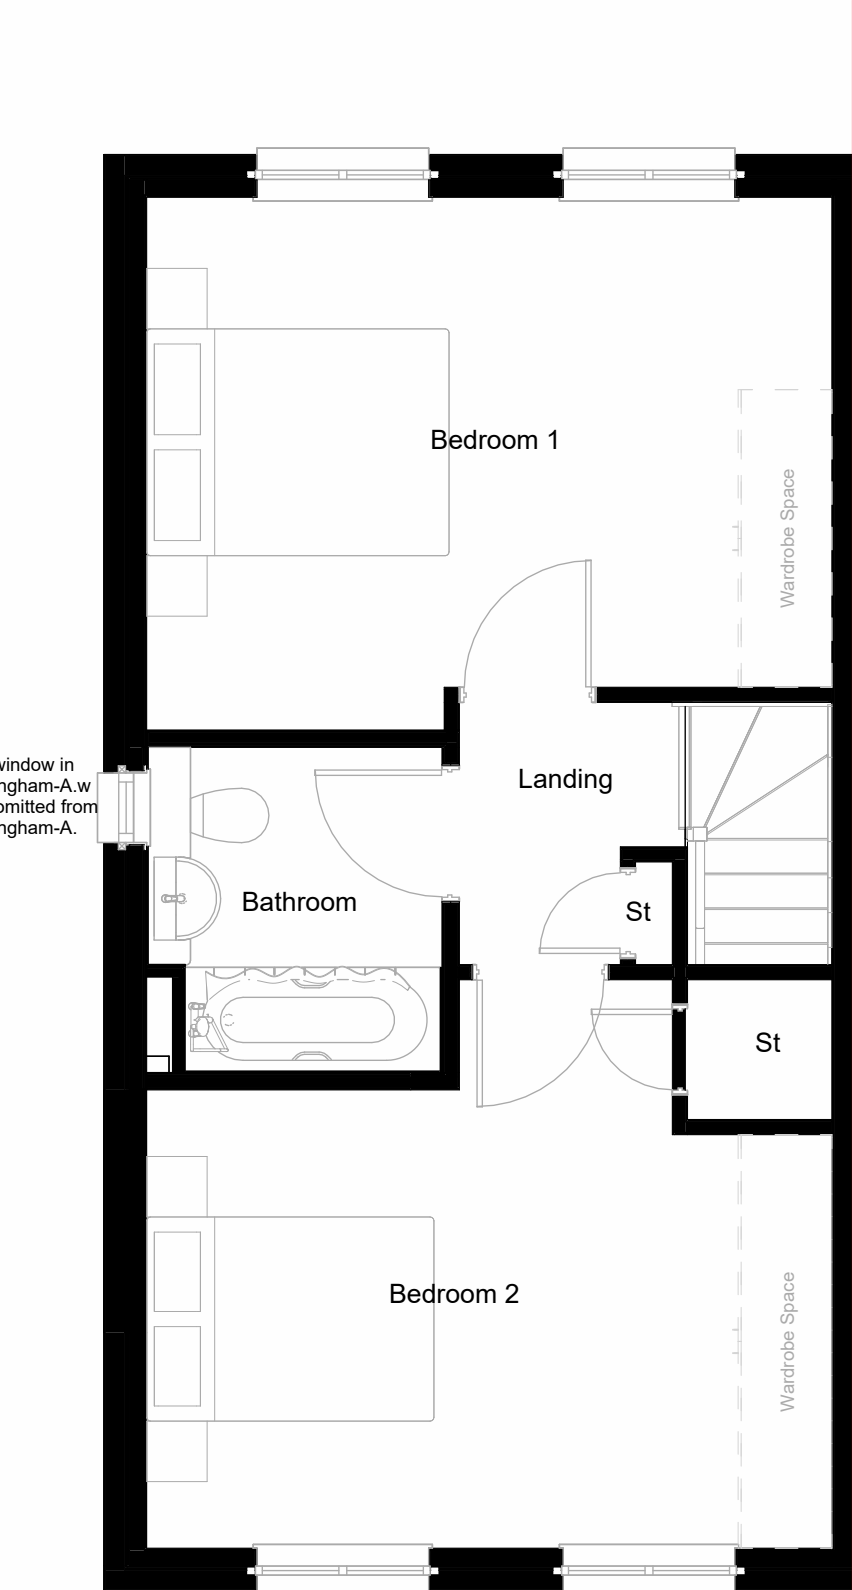 Bedroom 1
Wardrobe Space
window in
ngham-A.w
omitted from
ngham-A.
Landing
Bathroom
St
St
Bedroom 2
Wardrobe Space